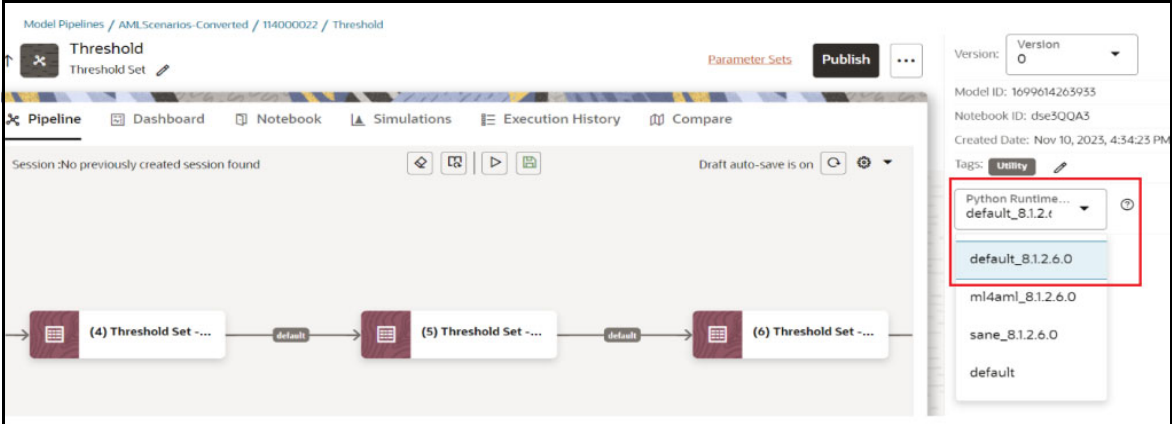 Model Pipelines / AMLScenarios-Converted / 114000022 / Threshold
Threshold
Threshold Set
Parameter Sets
Publish
Pipeline Dashboard Notebook Simulations Execution History Compare
Session :No previously created session found
Draft auto-save is on
(4) Threshold Set -... default (5) Threshold Set -... default (6) Threshold Set -...
Version:
Version
0
Model ID: 1699614263933
Notebook ID: dse3QQA3
Created Date: Nov 10, 2023, 4:34:23 PM
Tags: Utility
Python Runtime...
default_8.1.2.6
default_8.1.2.6.0
ml4aml_8.1.2.6.0
sane_8.1.2.6.0
default